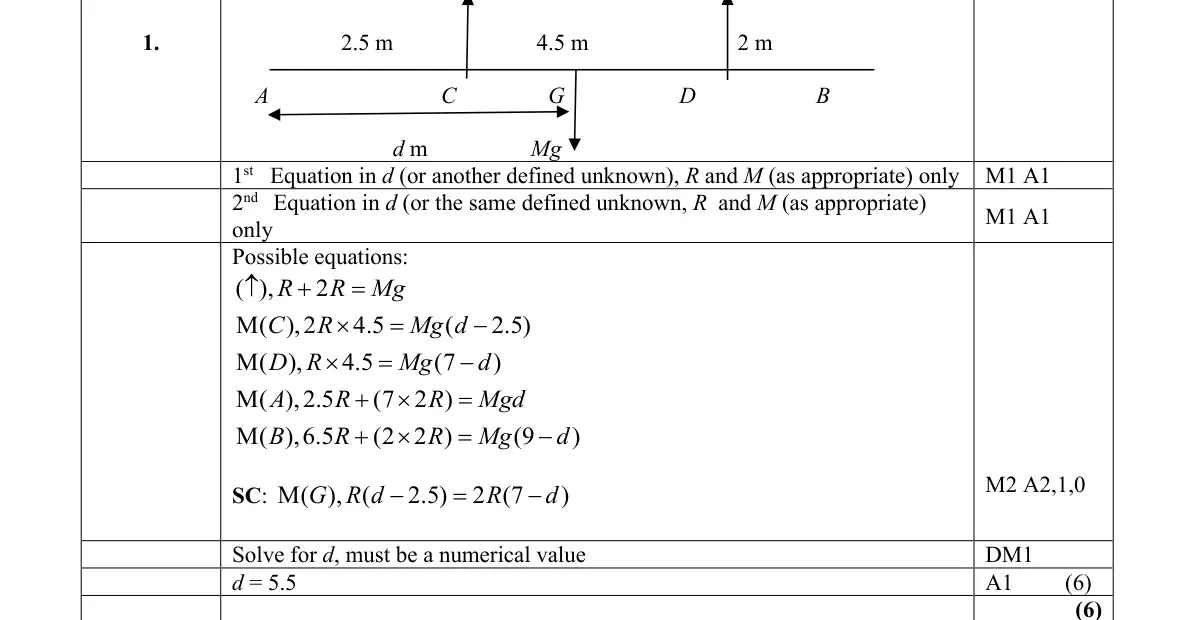 1.
2.5 m 4.5 m 2 m
A C G D B
d m Mg
1st Equation in d (or another defined unknown), R and M (as appropriate) only M1 A1
2nd Equation in d (or the same defined unknown, R and M (as appropriate)
only
M1 A1
Possible equations:
(↑), R + 2R = Mg
M(C), 2R × 4.5 = Mg(d − 2.5)
M(D), R × 4.5 = Mg(7 − d)
M(A), 2.5R + (7 × 2R) = Mgd
M(B), 6.5R + (2 × 2R) = Mg(9 − d)
SC: M(G), R(d − 2.5) = 2R(7 − d)
M2 A2,1,0
Solve for d, must be a numerical value DM1
d = 5.5 A1 (6)
(6)